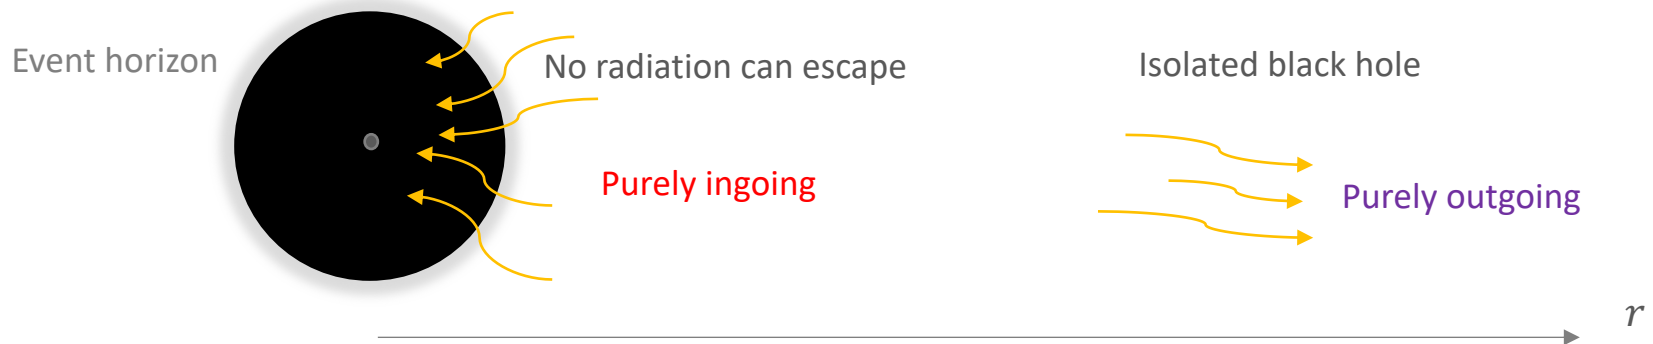 Event horizon
No radiation can escape
Isolated black hole
Purely ingoing
Purely outgoing
r